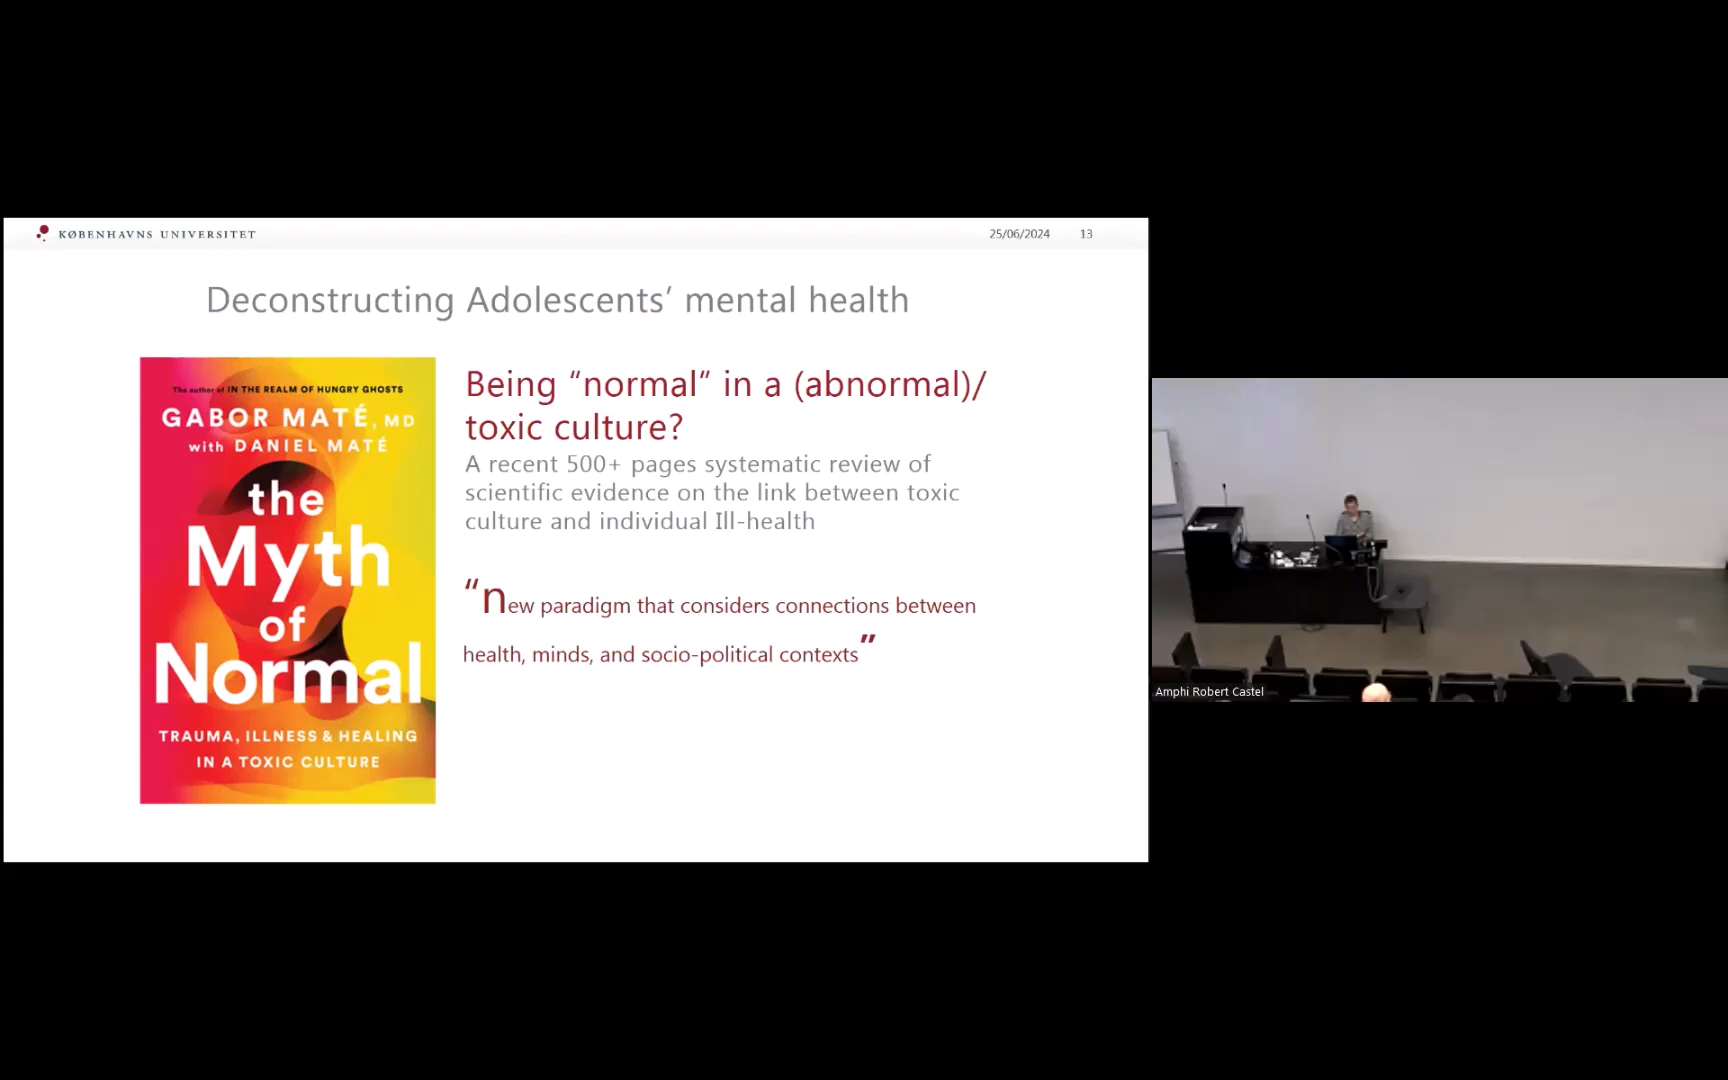 KØBENHAVNS UNIVERSITET
25/06/2024 13
Deconstructing Adolescents’ mental health
The author of IN THE REALM OF HUNGRY GHOSTS
GABOR MATÉ, MD
with DANIEL MATÉ
the
Myth
of
Normal
TRAUMA, ILLNESS & HEALING
IN A TOXIC CULTURE
Being “normal” in a (abnormal)/
toxic culture?
A recent 500+ pages systematic review of
scientific evidence on the link between toxic
culture and individual Ill-health
“new paradigm that considers connections between
health, minds, and socio-political contexts”
Amphi Robert Castel